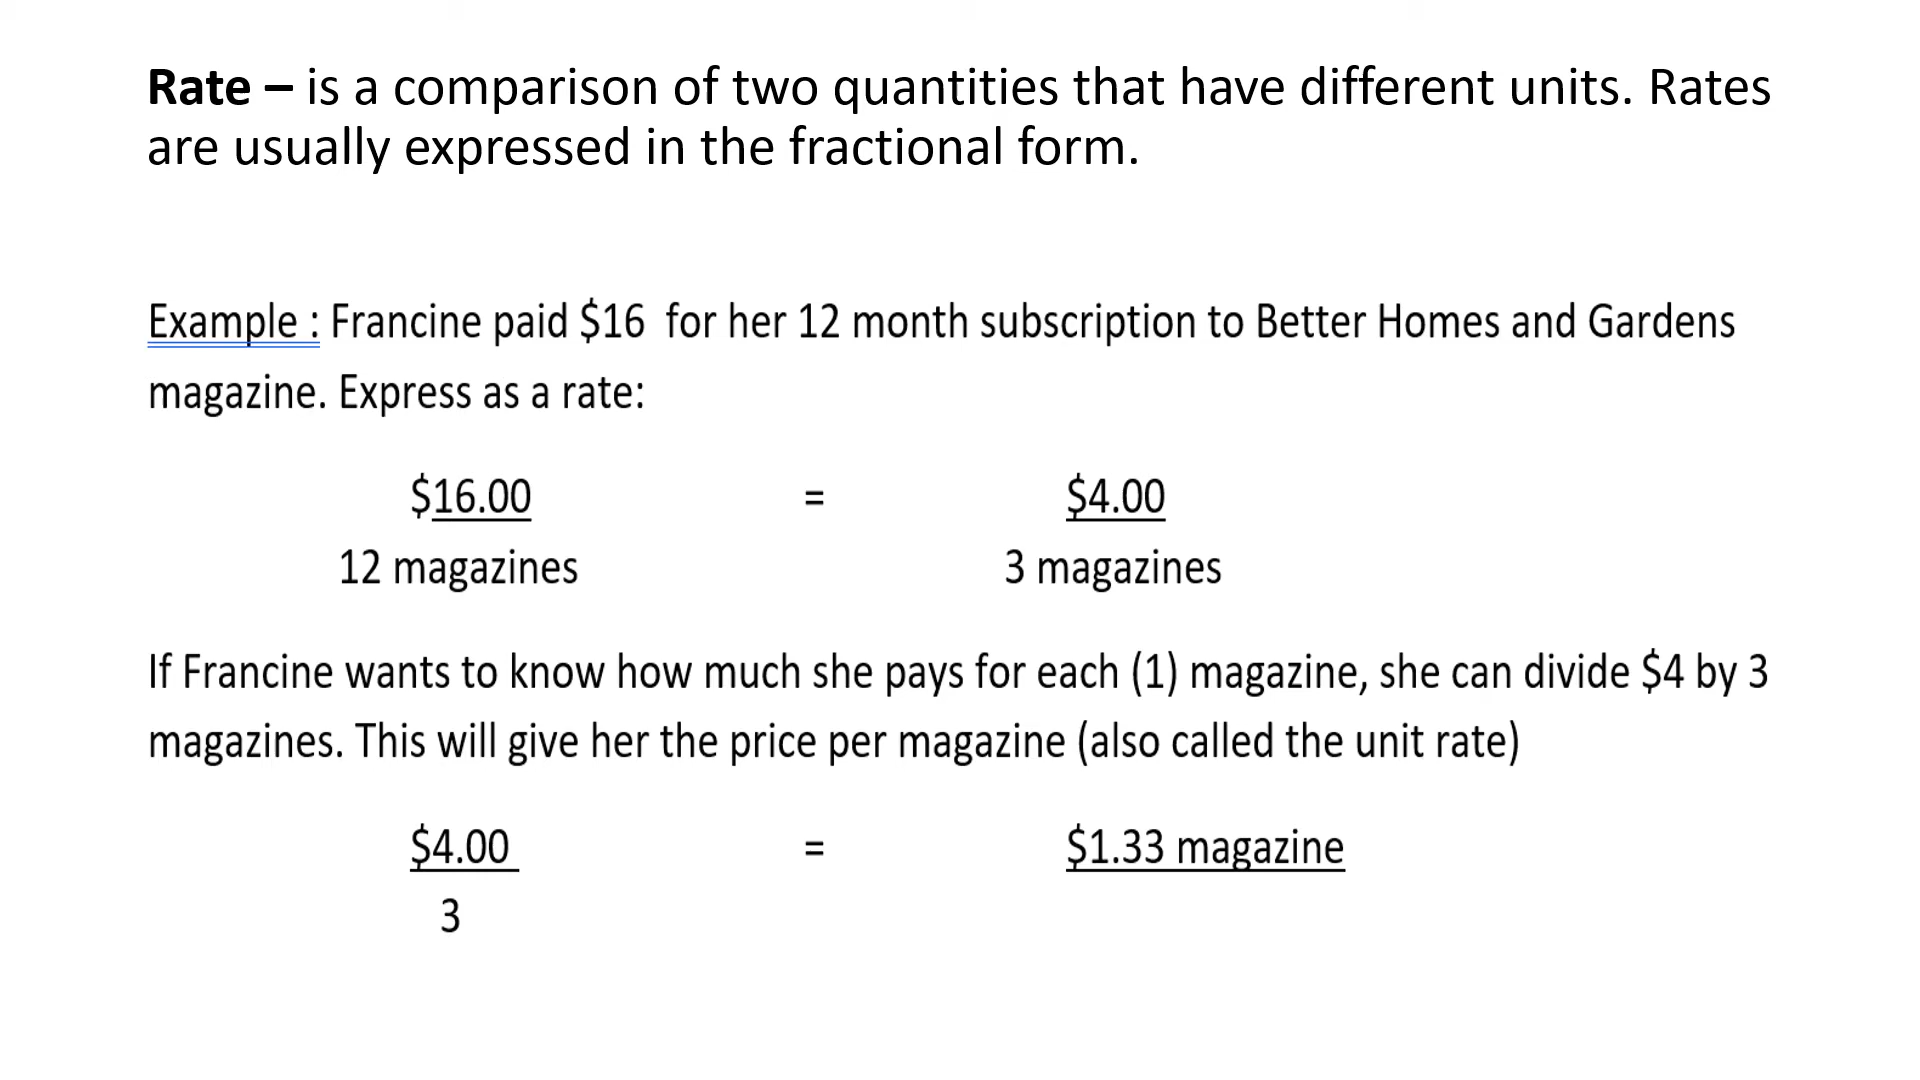 Rate – is a comparison of two quantities that have different units. Rates
are usually expressed in the fractional form.
Example : Francine paid $16 for her 12 month subscription to Better Homes and Gardens
magazine. Express as a rate:
$16.00 = $4.00
12 magazines 3 magazines
If Francine wants to know how much she pays for each (1) magazine, she can divide $4 by 3
magazines. This will give her the price per magazine (also called the unit rate)
$4.00 = $1.33 magazine
3